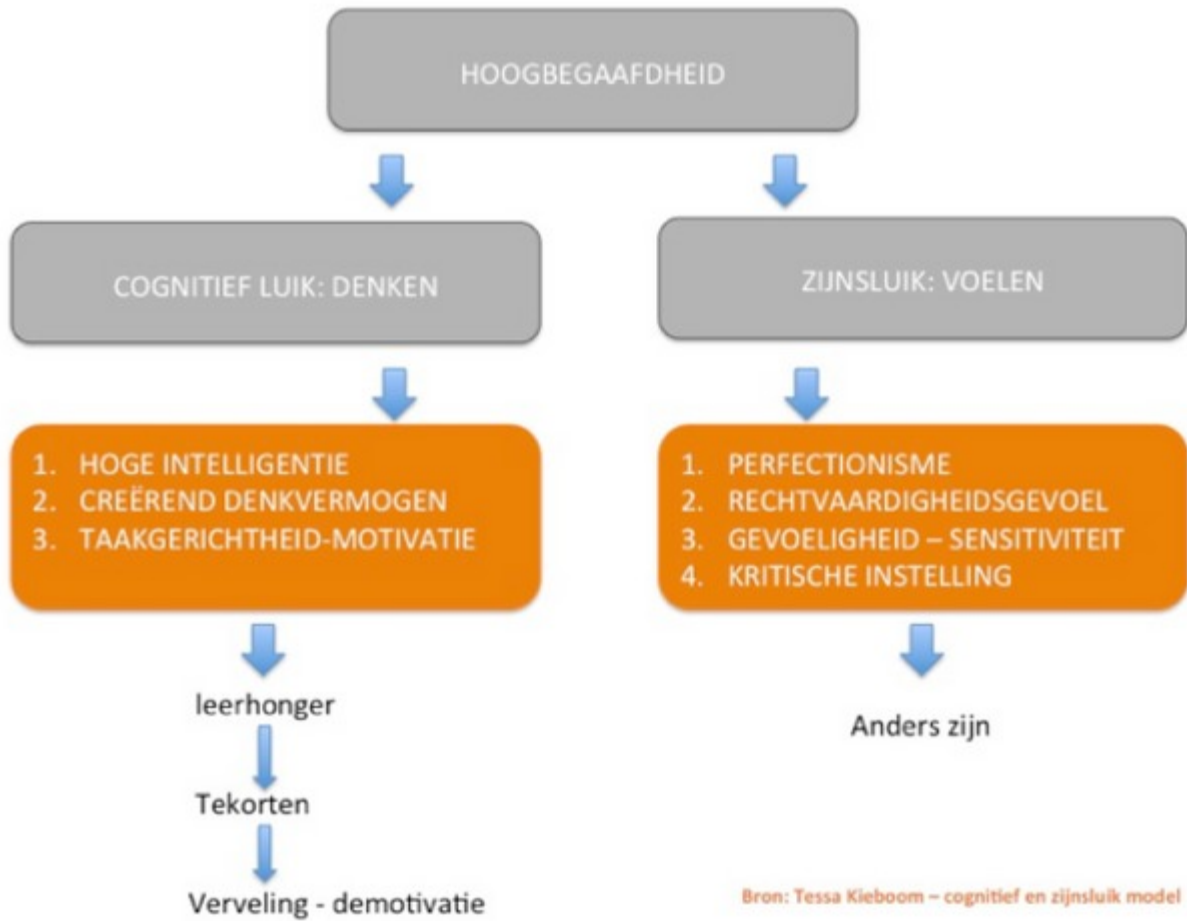 HOOGBEGAAFDHEID
COGNITIEF LUIK: DENKEN
ZIJNSLUIK: VOELEN
1. HOGE INTELLIGENTIE
2. CREËREND DENKVERMOGEN
3. TAAKGERICHTHEID-MOTIVATIE
1. PERFECTIONISME
2. RECHTVAARDIGHEIDSGEVOEL
3. GEVOELIGHEID – SENSITIVITEIT
4. KRITISCHE INSTELLING
leerhonger
Tekorten
Verveling - demotivatie
Anders zijn
Bron: Tessa Kieboom – cognitief en zijnsluik model